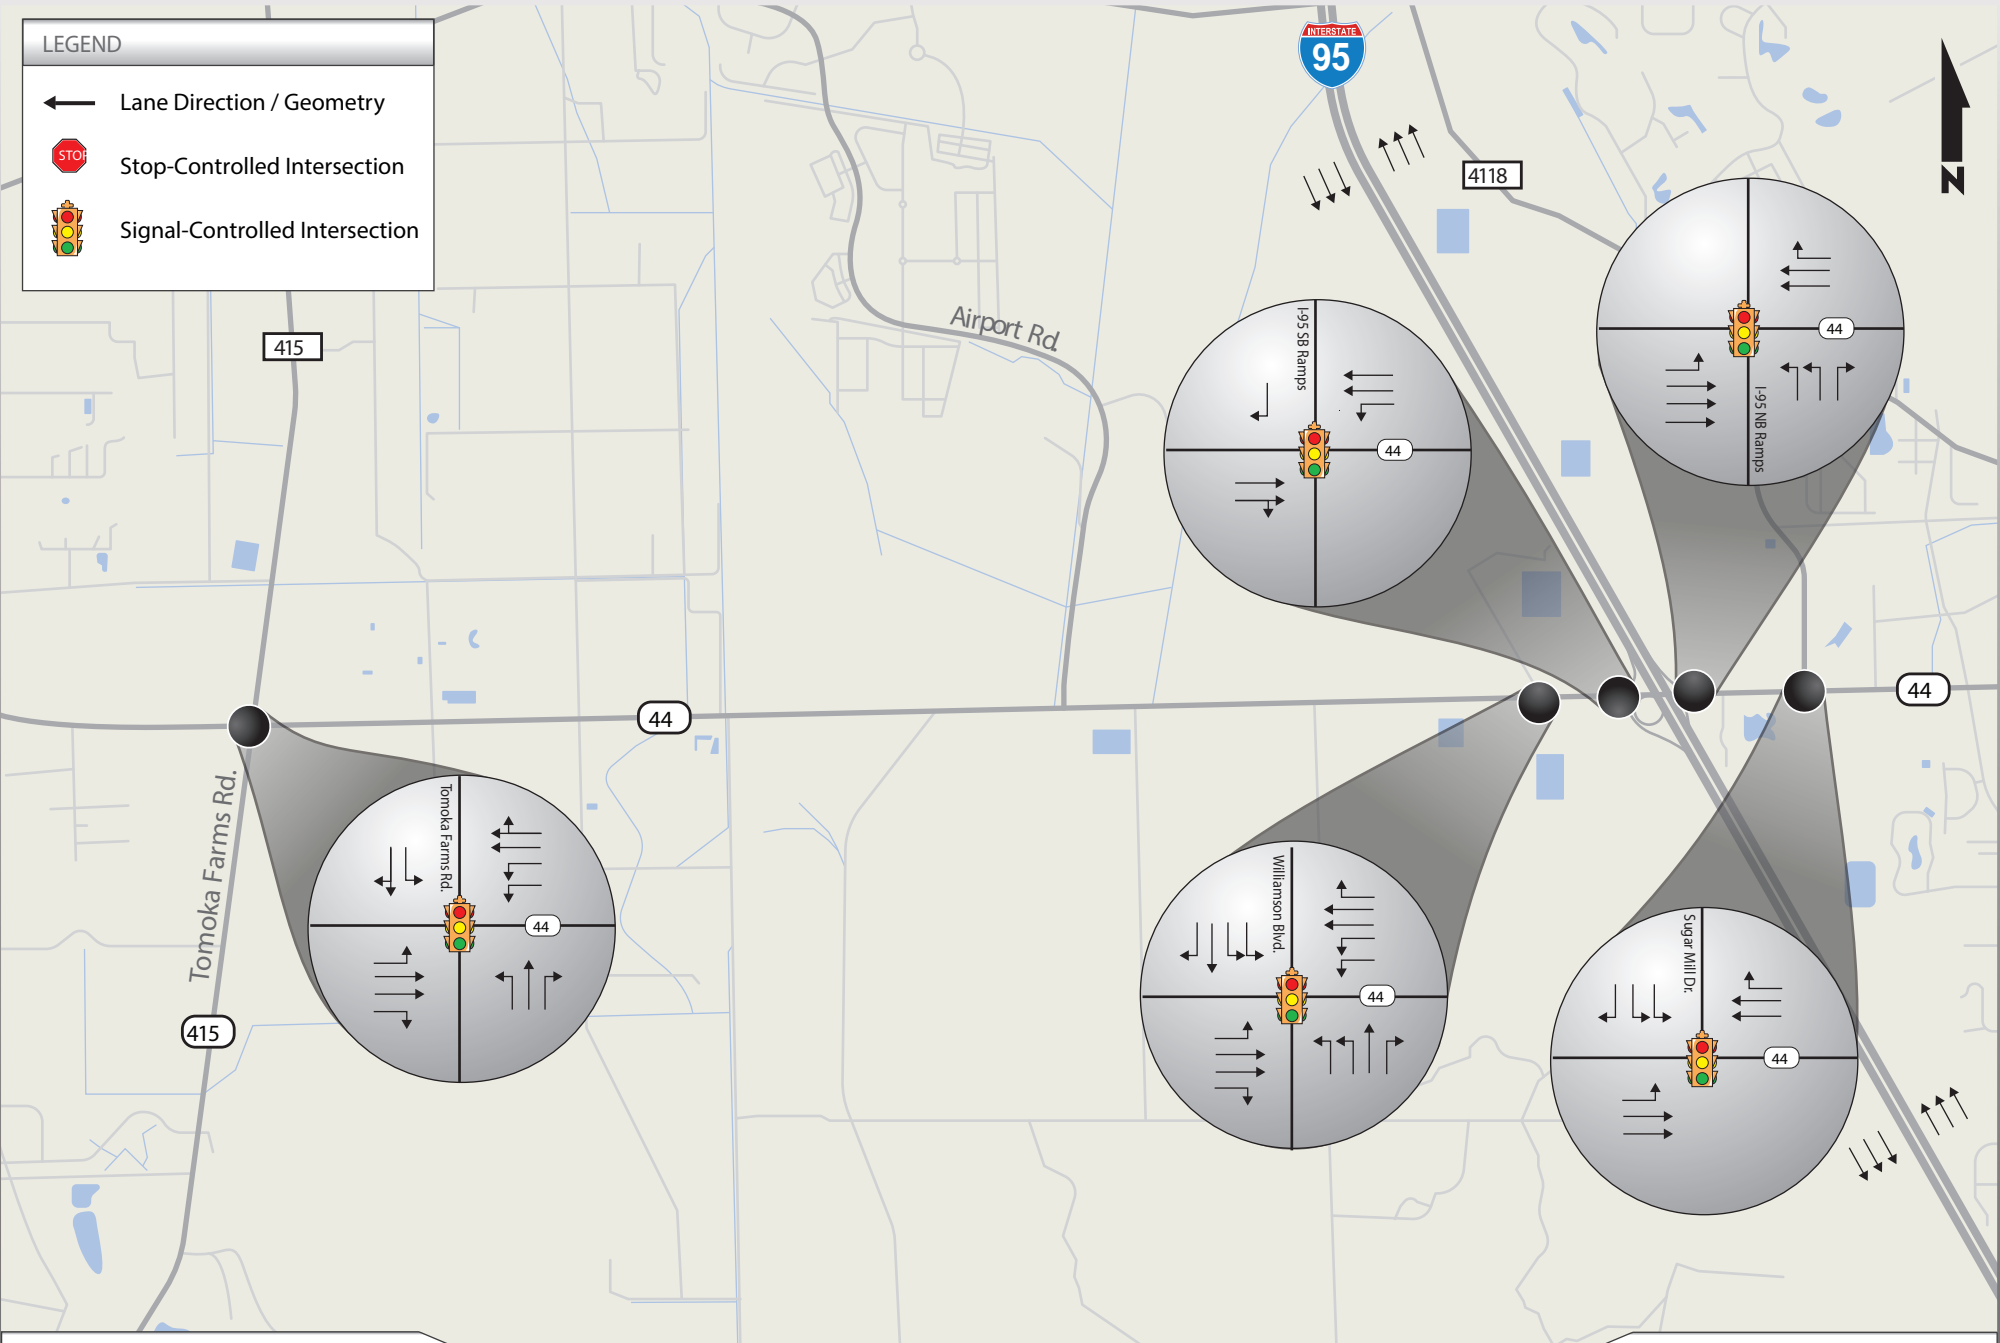 LEGEND
Lane Direction / Geometry
STOP
Stop-Controlled Intersection
Signal-Controlled Intersection
INTERSTATE
95
4118
415
Airport Rd.
I-95 SB Ramps
44
44
I-95 NB Ramps
44
44
Tomoka Farms Rd.
415
Tomoka Farms Rd.
44
Williamson Blvd.
44
Sugar Mill Dr.
44
N